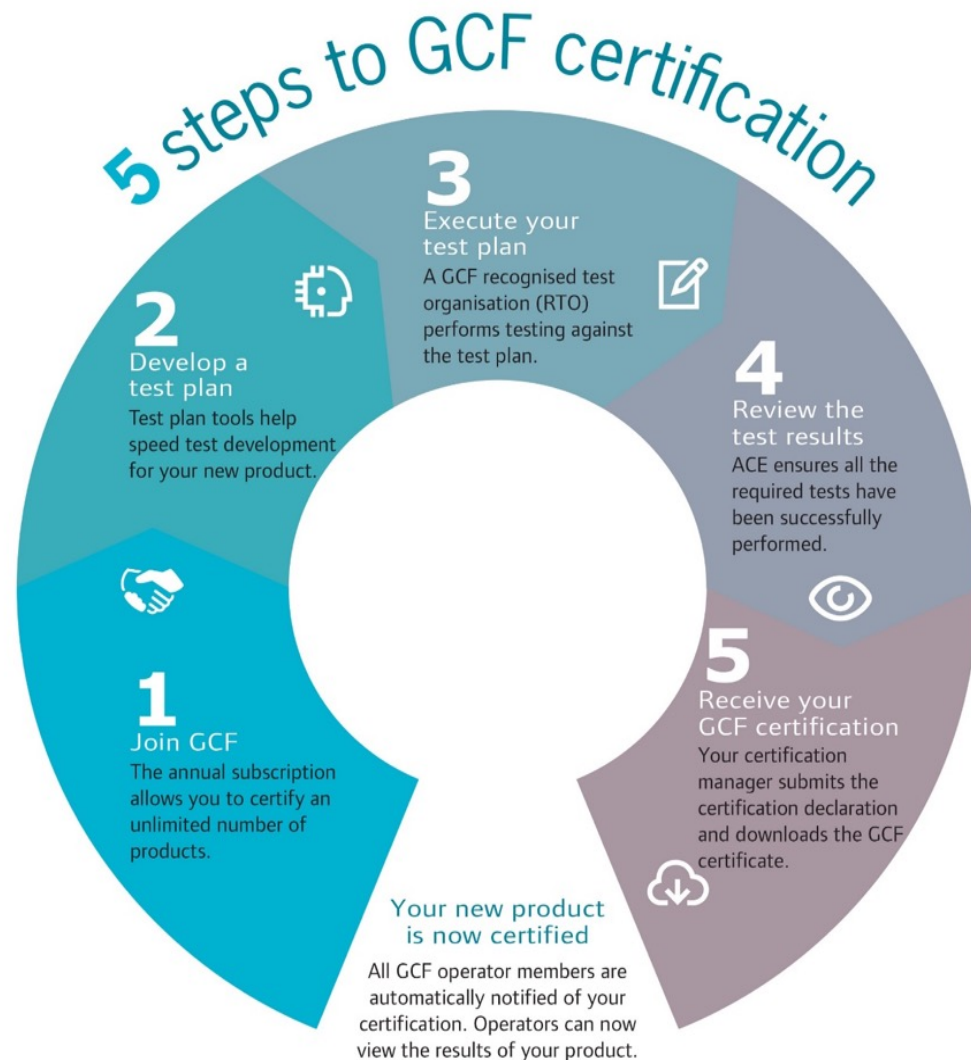 5 steps to GCF certification
1
Join GCF
The annual subscription
allows you to certify an
unlimited number of
products.
2
Develop a
test plan
Test plan tools help
speed test development
for your new product.
3
Execute your
test plan
A GCF recognised test
organisation (RTO)
performs testing against
the test plan.
4
Review the
test results
ACE ensures all the
required tests have
been successfully
performed.
5
Receive your
GCF certification
Your certification
manager submits the
certification declaration
and downloads the GCF
certificate.
Your new product
is now certified
All GCF operator members are
automatically notified of your
certification. Operators can now
view the results of your product.